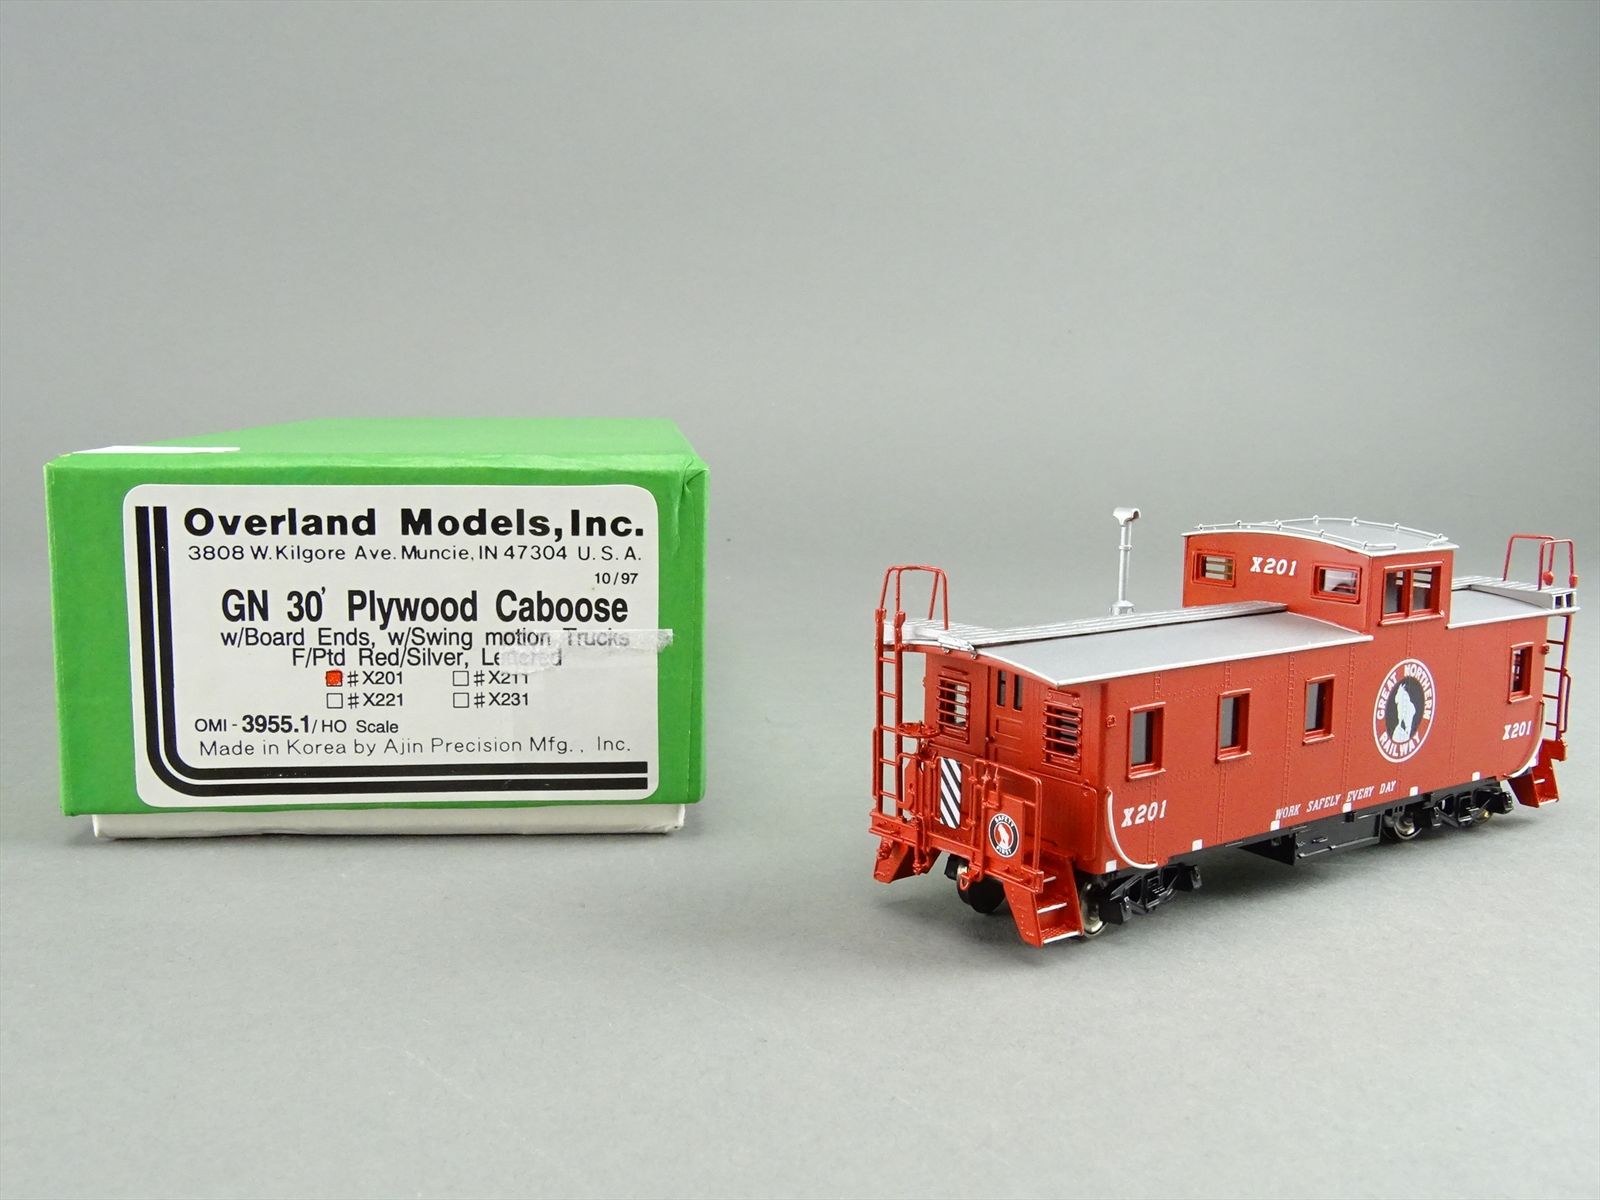 Overland Models, Inc.
3808 W. Kilgore Ave. Muncie, IN 47304 U. S. A.
10/97
GN 30' Plywood Caboose
w/Board Ends, w/Swing motion Trucks
F/Ptd Red/Silver, Lettered
#X201 #X211
#X221 #X231
OMI - 3955.1/HO Scale
Made in Korea by Ajin Precision Mfg., Inc.
X201
GREAT NORTHERN
RAILWAY
X201
X201
WORK SAFELY EVERY DAY
SAFETY
FIRST